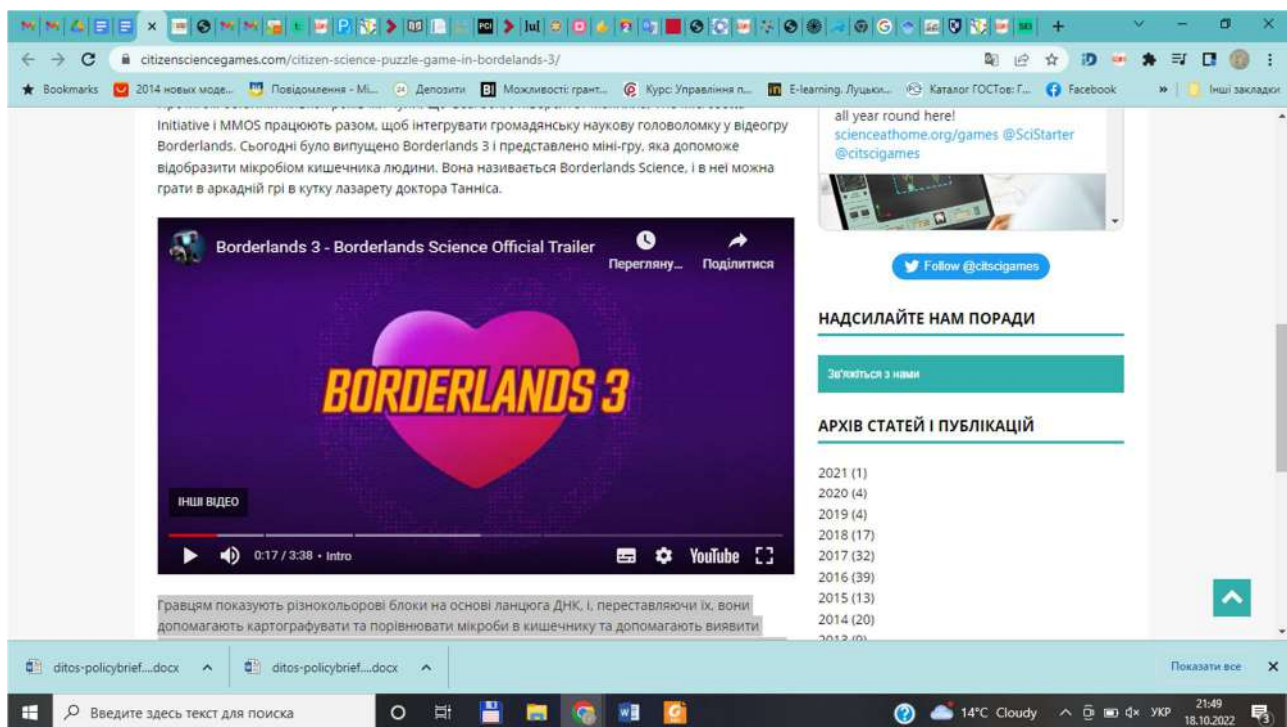 citizensciencegames.com/citizen-science-puzzle-game-in-bordelands-3/
Bookmarks
2014 новых моде...
Повідомлення - Mi...
Депозити
Можливості: грант...
Курс: Управління п...
E-learning. Луцьки...
Каталог ГОСТов: Г...
Facebook
»
Інші закладки
Initiative і MMOS працюють разом, щоб інтегрувати громадянську наукову головоломку у відеогру
Borderlands. Сьогодні було випущено Borderlands 3 і представлено міні-гру, яка допоможе
відобразити мікробіом кишечника людини. Вона називається Borderlands Science, і в неї можна
грати в аркадній грі в кутку лазарету доктора Танніса.
Borderlands 3 - Borderlands Science Official Trailer
Перегляну...
Поділитися
BORDERLANDS 3
ІНШІ ВІДЕО
0:17 / 3:38 • Intro
YouTube
Гравцям показують різнокольорові блоки на основі ланцюга ДНК, і, переставляючи їх, вони
допомагають картографувати та порівнювати мікроби в кишечнику та допомагають виявити
all year round here!
scienceathome.org/games @SciStarter
@citscigames
Follow @citscigames
НАДСИЛАЙТЕ НАМ ПОРАДИ
Зв'яжіться з нами
АРХІВ СТАТЕЙ І ПУБЛІКАЦІЙ
2021 (1)
2020 (4)
2019 (4)
2018 (17)
2017 (32)
2016 (39)
2015 (13)
2014 (20)
2013 (9)
ditos-policybrief....docx
ditos-policybrief....docx
Показати все
Введите здесь текст для поиска
14°C Cloudy
УКР
21:49
18.10.2022